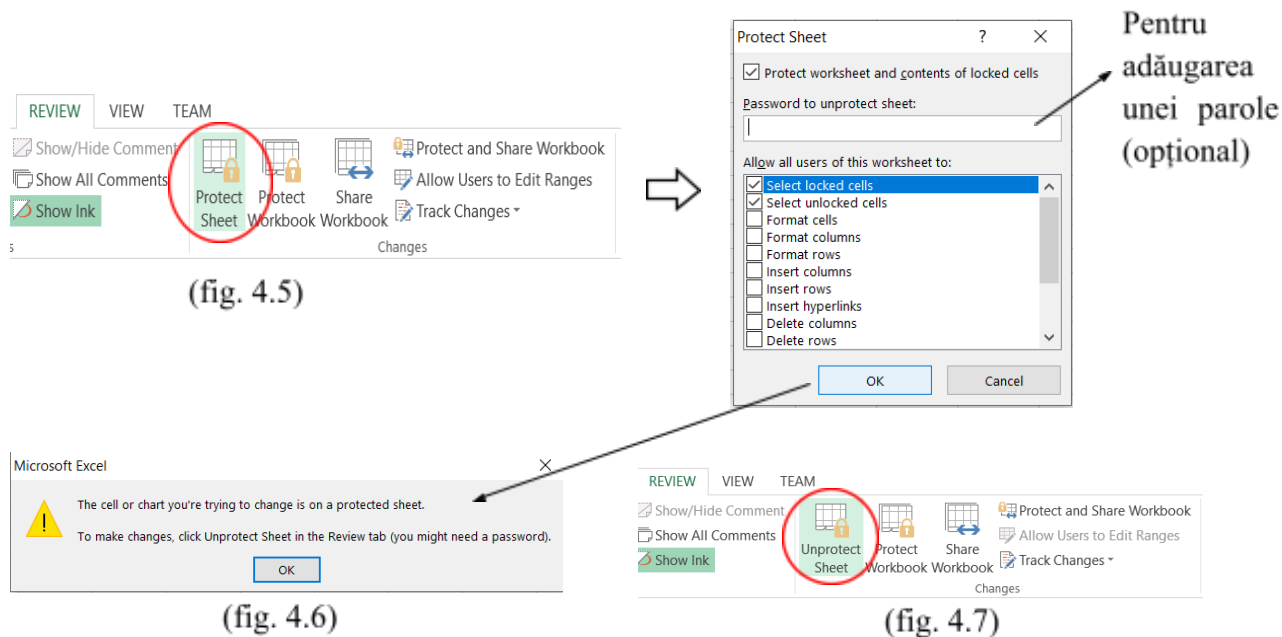 REVIEW VIEW TEAM
Show/Hide Comment
Show All Comments
Show Ink
Protect Sheet
Protect Workbook
Share Workbook
Protect and Share Workbook
Allow Users to Edit Ranges
Track Changes
s
Changes
(fig. 4.5)
Protect Sheet ?
Protect worksheet and contents of locked cells
Password to unprotect sheet:
Allow all users of this worksheet to:
Select locked cells
Select unlocked cells
Format cells
Format columns
Format rows
Insert columns
Insert rows
Insert hyperlinks
Delete columns
Delete rows
OK Cancel
Pentru
adăugarea
unei parole
(opțional)
Microsoft Excel
The cell or chart you're trying to change is on a protected sheet.
To make changes, click Unprotect Sheet in the Review tab (you might need a password).
OK
(fig. 4.6)
REVIEW VIEW TEAM
Show/Hide Comment
Show All Comments
Show Ink
Unprotect Sheet
Protect Workbook
Share Workbook
Protect and Share Workbook
Allow Users to Edit Ranges
Track Changes
Changes
(fig. 4.7)